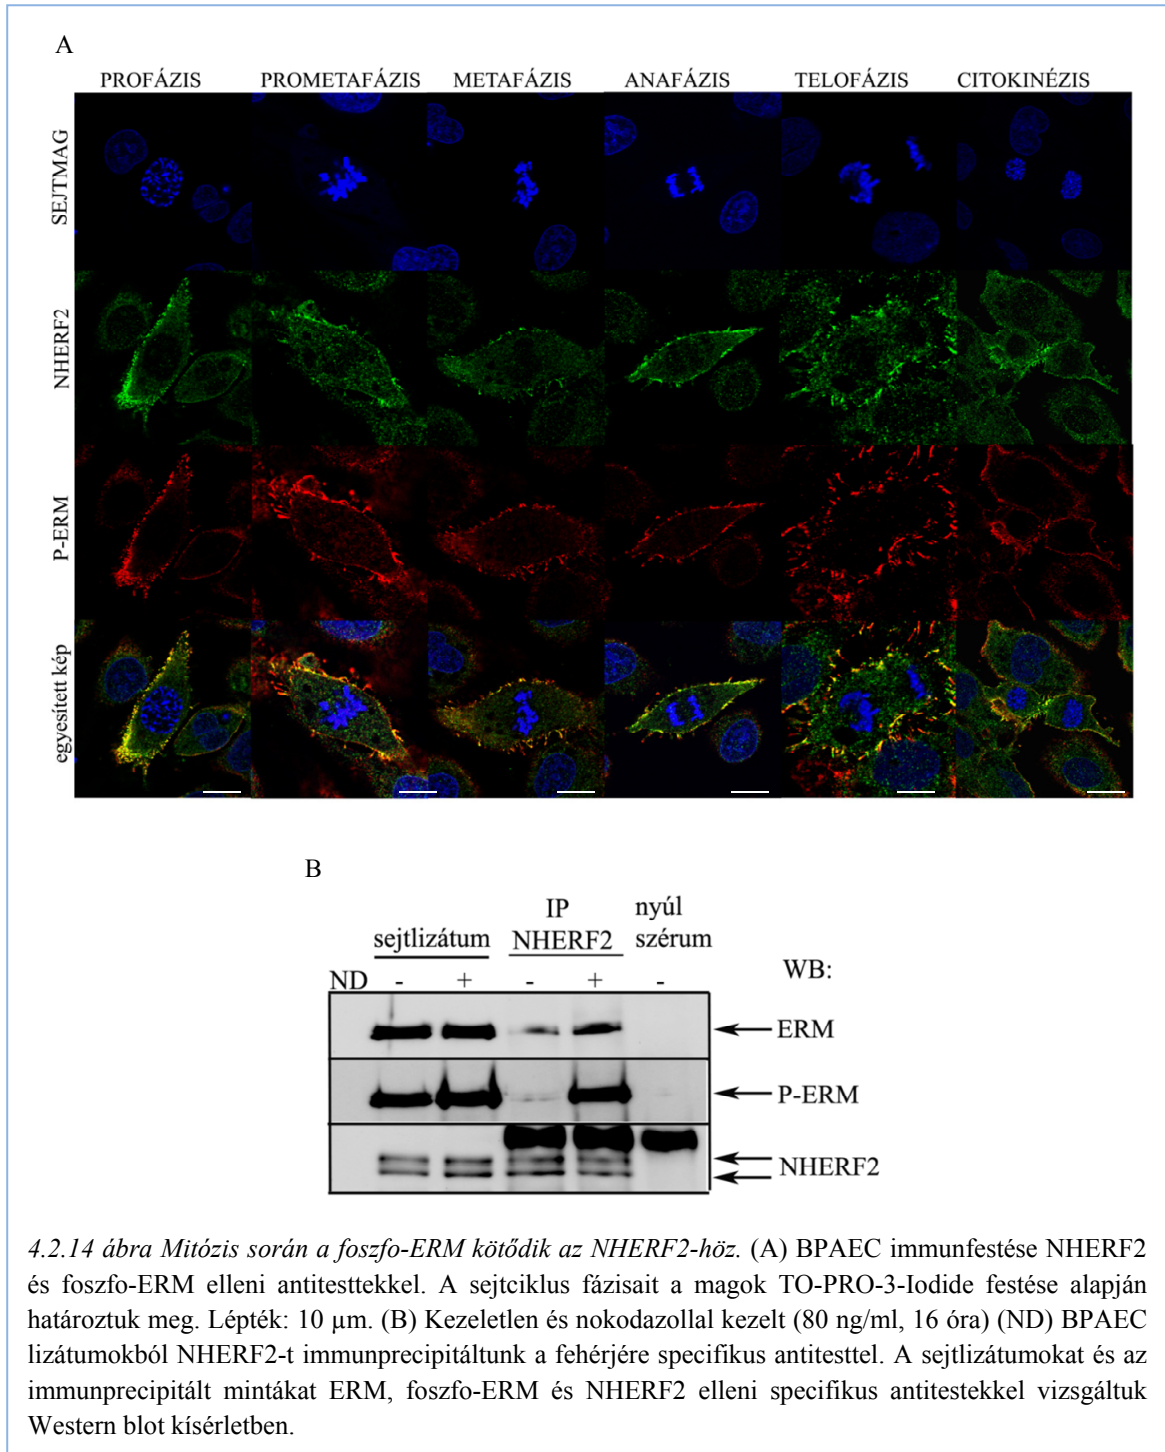 A
PROFÁZIS PROMETAFÁZIS METAFÁZIS ANAFÁZIS TELOFÁZIS CITOKINÉZIS
SEJTMAG
NHERF2
P-ERM
egyesített kép
B
IP nyúl
sejtlizátum NHERF2 szérum
ND - + - + - WB:
ERM
P-ERM
NHERF2
4.2.14 ábra Mitózis során a foszfo-ERM kötődik az NHERF2-höz. (A) BPAEC immunfestése NHERF2
és foszfo-ERM elleni antitesttekkel. A sejtciklus fázisait a magok TO-PRO-3-Iodide festése alapján
határoztuk meg. Lépték: 10 µm. (B) Kezeletlen és nokodazollal kezelt (80 ng/ml, 16 óra) (ND) BPAEC
lizátumokból NHERF2-t immunprecipitáltunk a fehérjére specifikus antitesttel. A sejtlizátumokat és az
immunprecipitált mintákat ERM, foszfo-ERM és NHERF2 elleni specifikus antitestekkel vizsgáltuk
Western blot kísérletben.